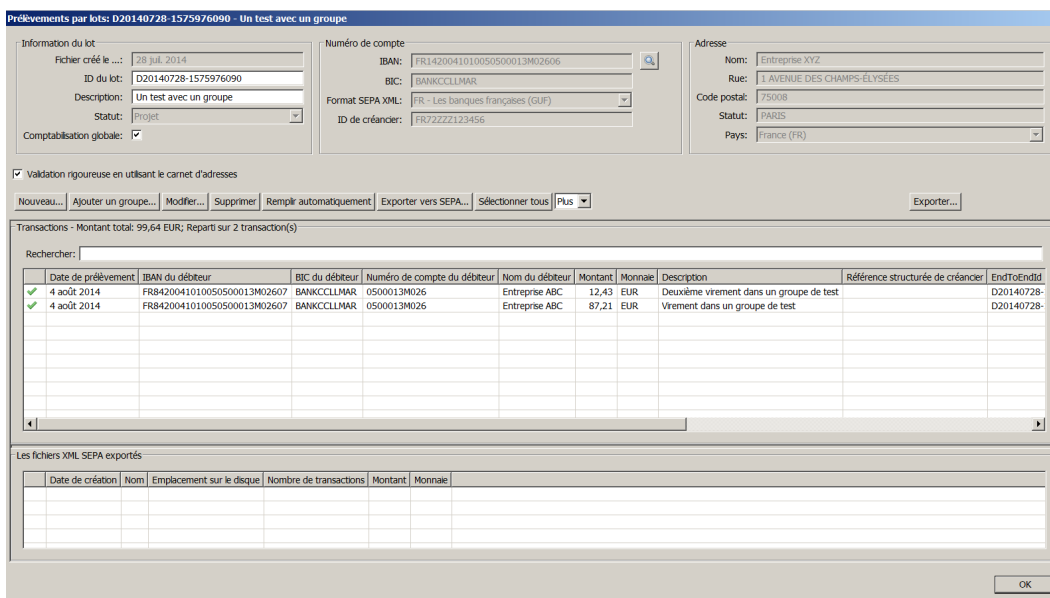 Prélèvements par lots: D20140728-1575976090 - Un test avec un groupe
Information du lot
Fichier créé le ...: 28 juil. 2014
ID du lot: D20140728-1575976090
Description: Un test avec un groupe
Statut: Projet
Comptabilisation globale:
Numéro de compte
IBAN: FR1420041010050500013M02606
BIC: BANKCCLLMAR
Format SEPA XML: FR - Les banques françaises (GUF)
ID de créancier: FR72ZZZ123456
Adresse
Nom: Entreprise XYZ
Rue: 1 AVENUE DES CHAMPS-ÉLYSÉES
Code postal: 75008
Statut: PARIS
Pays: France (FR)
Validation rigoureuse en utilisant le carnet d'adresses
Nouveau... Ajouter un groupe... Modifier... Supprimer Remplir automatiquement Exporter vers SEPA... Sélectionner tous Plus Exporter...
Transactions - Montant total: 99,64 EUR; Reparti sur 2 transaction(s)
Rechercher:
Date de prélèvement IBAN du débiteur BIC du débiteur Numéro de compte du débiteur Nom du débiteur Montant Monnaie Description Référence structurée de créancier EndToEndId
4 août 2014 FR8420041010050500013M02607 BANKCCLLMAR 0500013M026 Entreprise ABC 12,43 EUR Deuxième virement dans un groupe de test D20140728-
4 août 2014 FR8420041010050500013M02607 BANKCCLLMAR 0500013M026 Entreprise ABC 87,21 EUR Virement dans un groupe de test D20140728-
Les fichiers XML SEPA exportés
Date de création Nom Emplacement sur le disque Nombre de transactions Montant Monnaie
OK